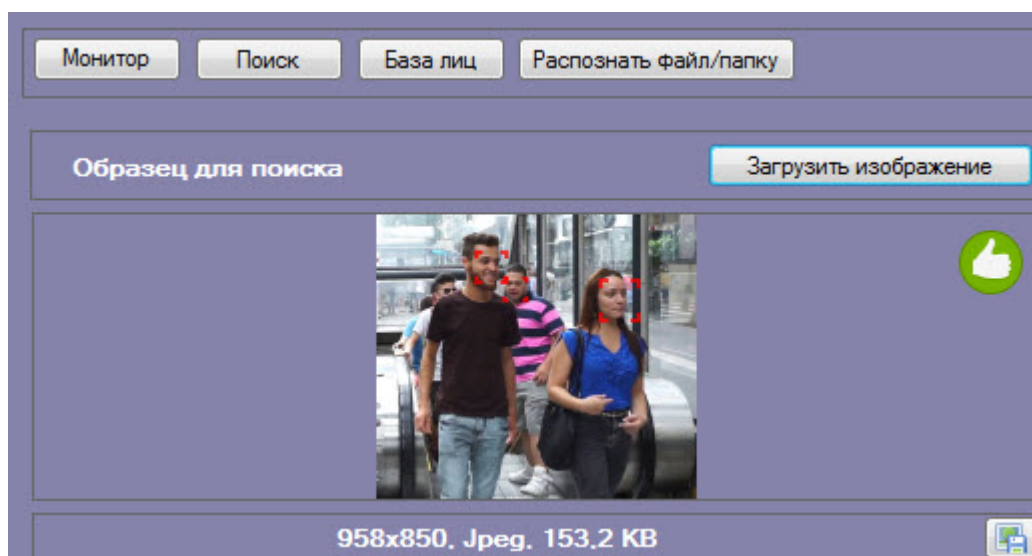 Монитор
Поиск
База лиц
Распознать файл/папку
Образец для поиска
Загрузить изображение
958x850, Jpeg, 153,2 KB